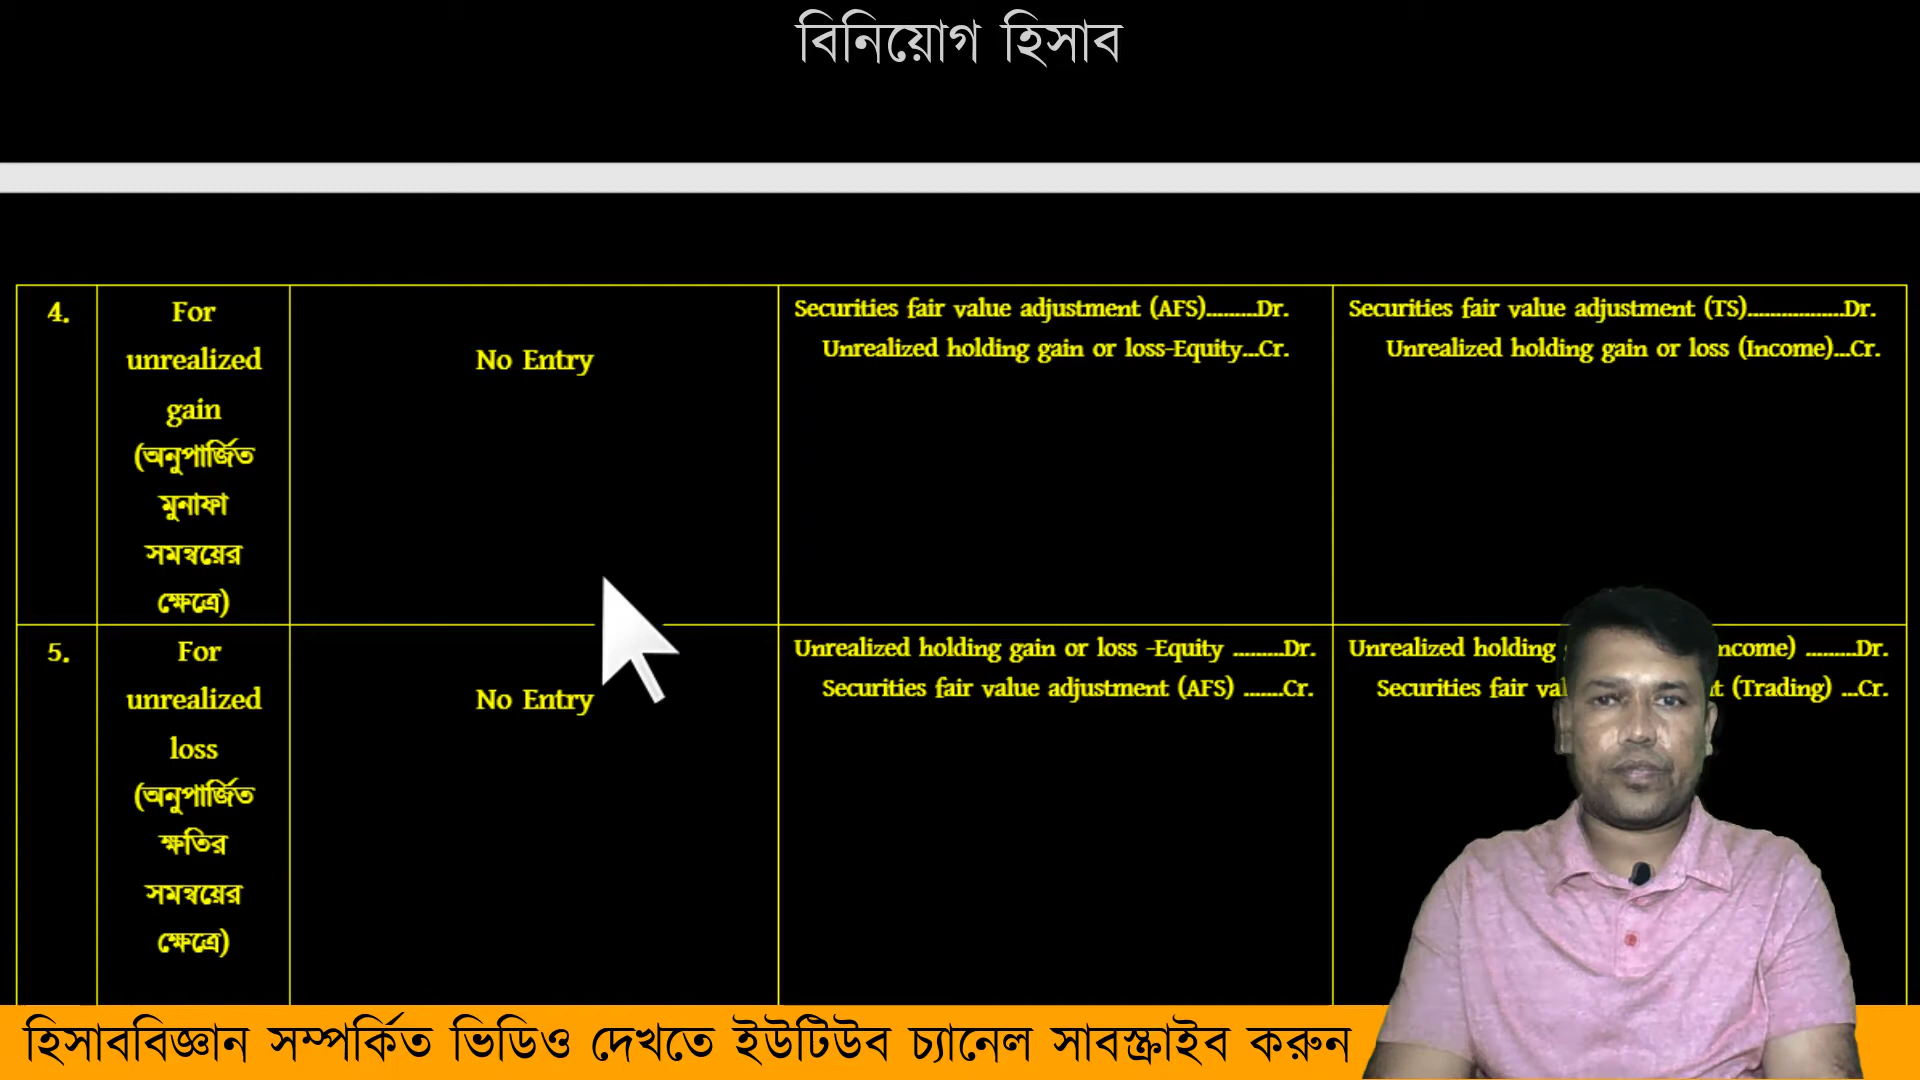 বিনিয়োগ হিসাব
4.
For
unrealized
gain
(অনুপার্জিত
মুনাফা
সমন্বয়ের
ক্ষেত্রে)
No Entry
Securities fair value adjustment (AFS).........Dr.
Unrealized holding gain or loss-Equity...Cr.
Securities fair value adjustment (TS).................Dr.
Unrealized holding gain or loss (Income)...Cr.
5.
For
unrealized
loss
(অনুপার্জিত
ক্ষতির
সমন্বয়ের
ক্ষেত্রে)
No Entry
Unrealized holding gain or loss -Equity .........Dr.
Securities fair value adjustment (AFS) .......Cr.
Unrealized holding .........Dr.
Securities fair (Trading) ...Cr.
হিসাববিজ্ঞান সম্পর্কিত ভিডিও দেখতে ইউটিউব চ্যানেল সাবস্ক্রাইব করুন